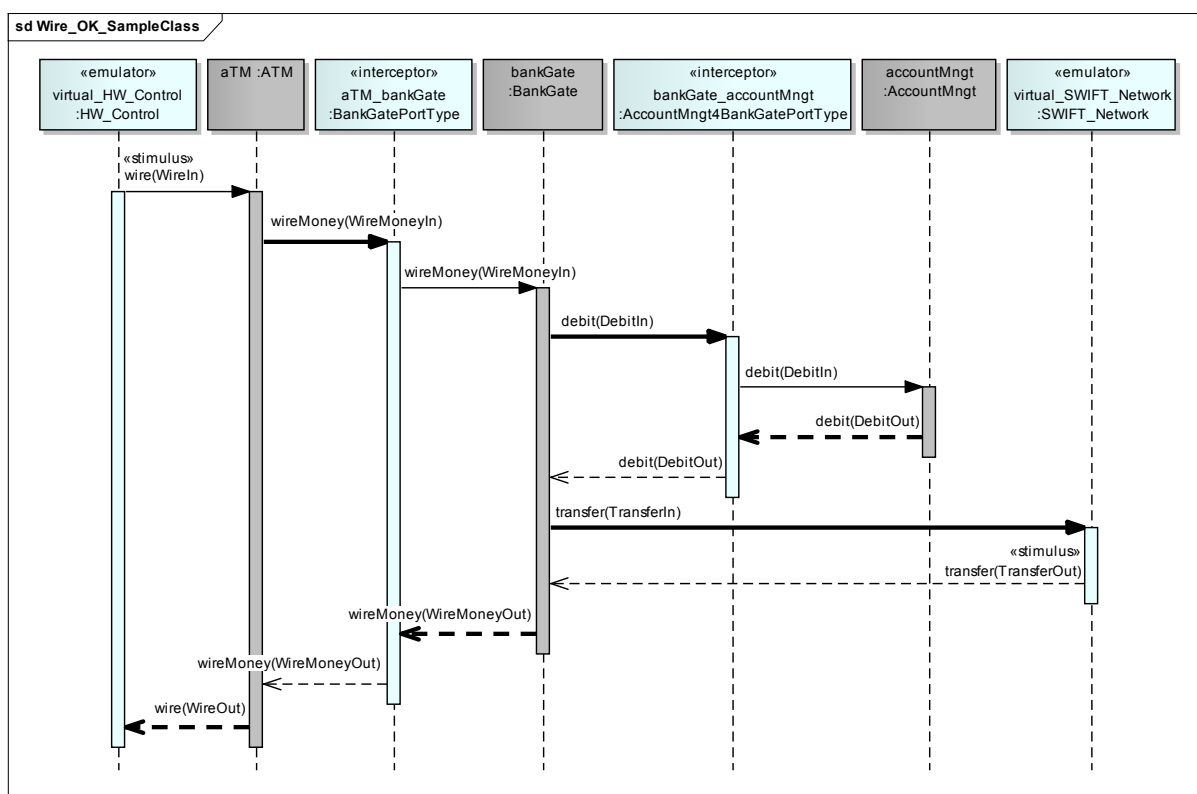 sd Wire_OK_SampleClass
«emulator»
virtual_HW_Control
:HW_Control
aTM :ATM
«interceptor»
aTM_bankGate
:BankGatePortType
bankGate
:BankGate
«interceptor»
bankGate_accountMngt
:AccountMngt4BankGatePortType
accountMngt
:AccountMngt
«emulator»
virtual_SWIFT_Network
:SWIFT_Network
«stimulus»
wire(WireIn)
wireMoney(WireMoneyIn)
wireMoney(WireMoneyIn)
debit(DebitIn)
debit(DebitIn)
debit(DebitOut)
debit(DebitOut)
transfer(TransferIn)
«stimulus»
transfer(TransferOut)
wireMoney(WireMoneyOut)
wireMoney(WireMoneyOut)
wire(WireOut)